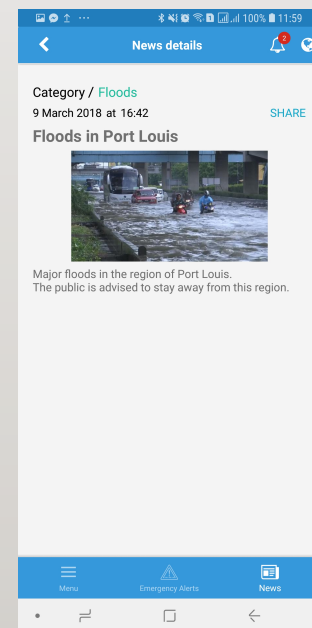 100% 11:59
News details
2
Category / Floods
9 March 2018 at 16:42
SHARE
Floods in Port Louis
Major floods in the region of Port Louis.
The public is advised to stay away from this region.
Menu
Emergency Alerts
News